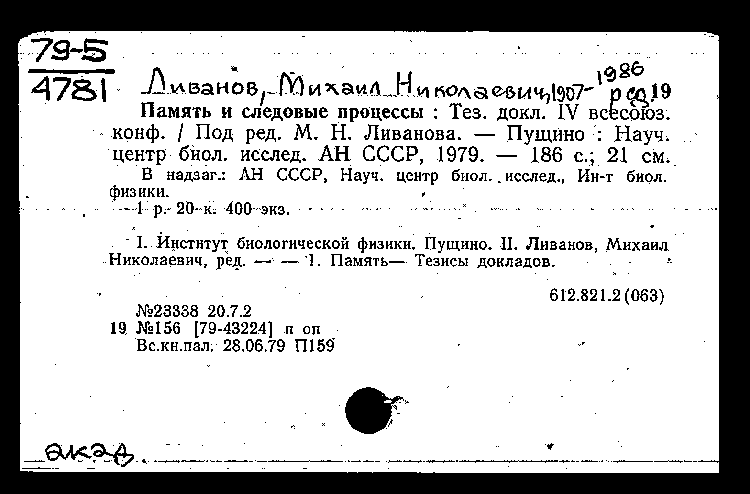 79-5
4781
Ливанов, Михаил Николаевич, 1907-1986
ред. 19
Память и следовые процессы : Тез. докл. IV всесоюз.
конф. / Под ред. М. Н. Ливанова. — Пущино : Науч.
центр биол. исслед. АН СССР, 1979. — 186 с.; 21 см.
В надзаг.: АН СССР, Науч. центр биол. исслед., Ин-т биол.
физики.
— 1 р. 20 к. 400 экз.
I. Институт биологической физики. Пущино. II. Ливанов, Михаил
Николаевич, ред. — — 1. Память— Тезисы докладов.
612.821.2(063)
№23338 20.7.2
19 №156 [79-43224] п оп
Вс.кн.пал. 28.06.79 П159
акад.